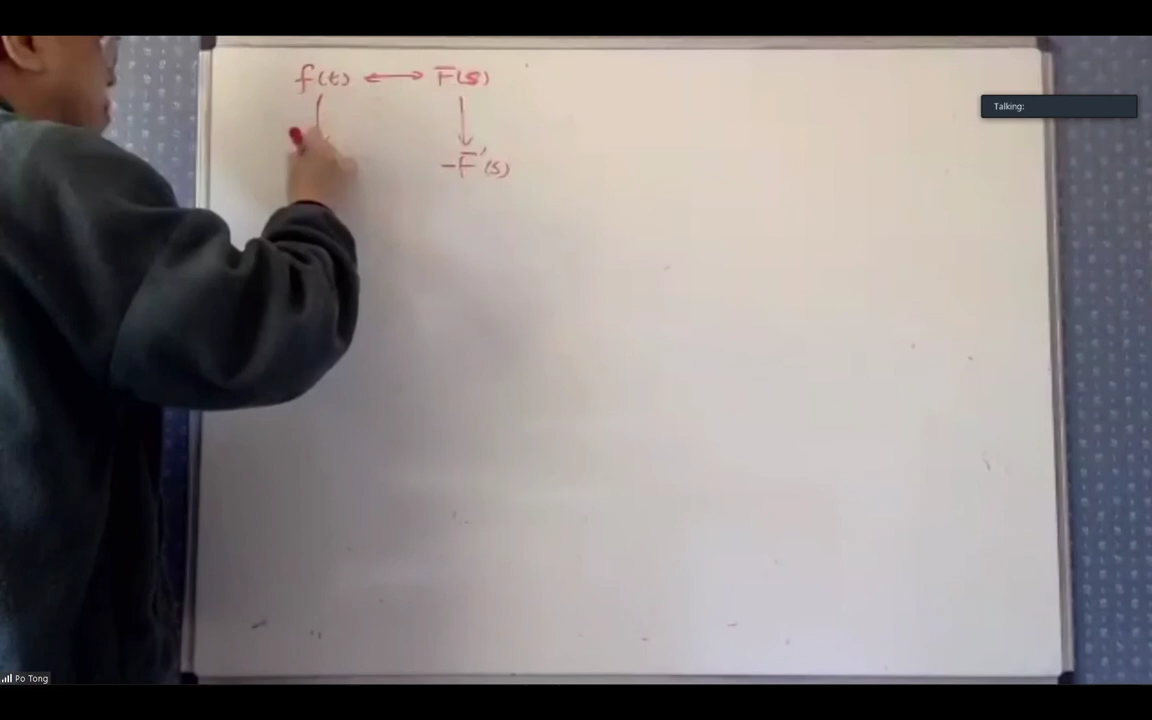 f(t) ⟷ F(s)
-F'(s)
Talking:
Po Tong